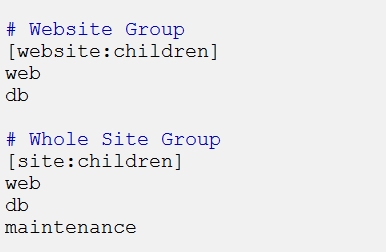 # Website Group
[website:children]
web
db
# Whole Site Group
[site:children]
web
db
maintenance